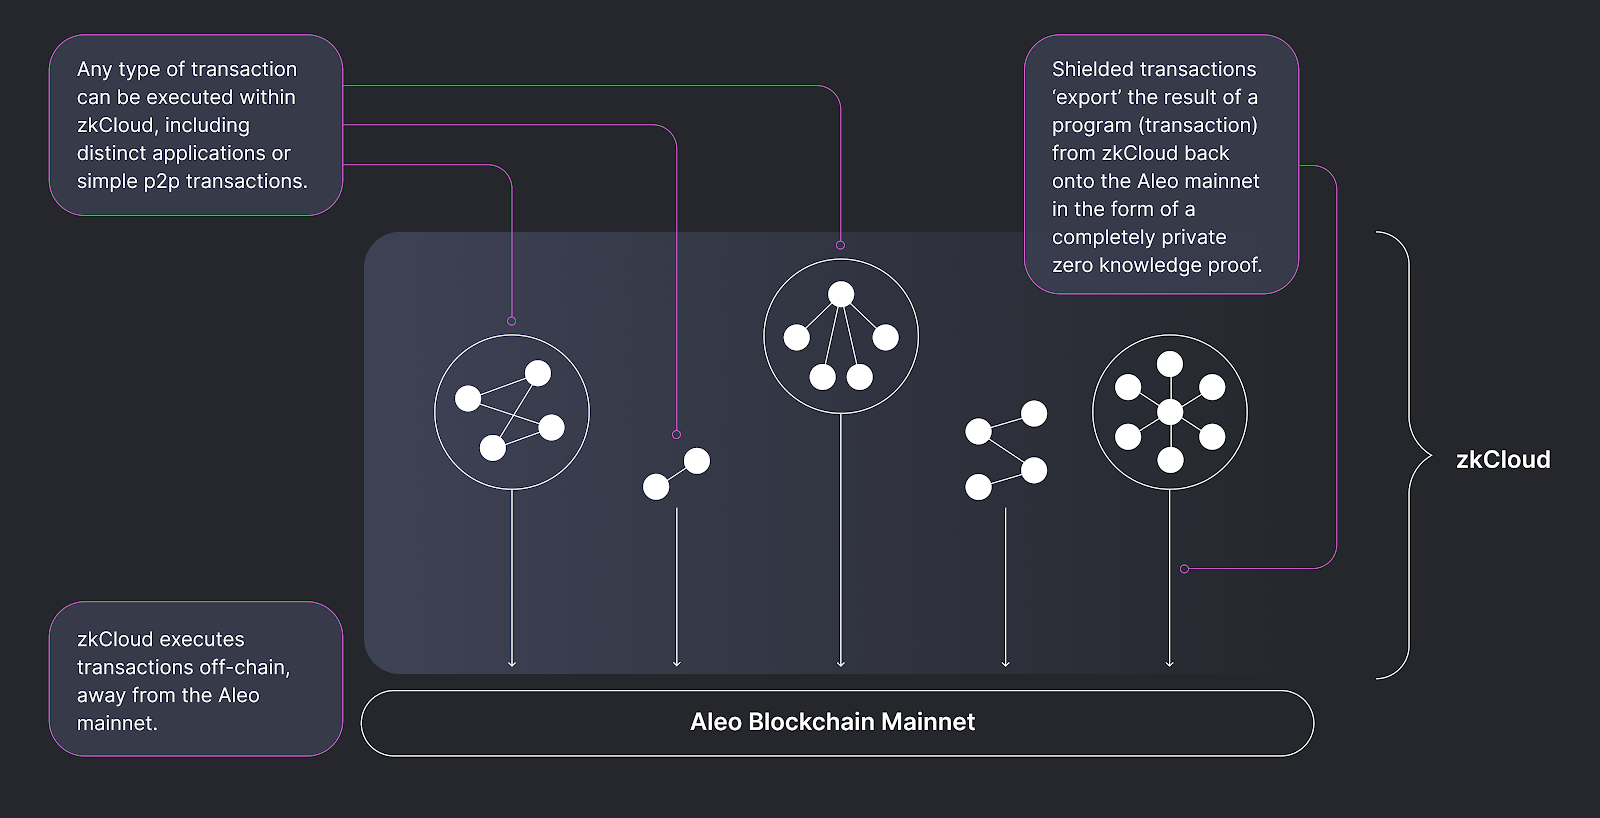 Any type of transaction
can be executed within
zkCloud, including
distinct applications or
simple p2p transactions.
Shielded transactions
‘export’ the result of a
program (transaction)
from zkCloud back
onto the Aleo mainnet
in the form of a
completely private
zero knowledge proof.
zkCloud
zkCloud executes
transactions off-chain,
away from the Aleo
mainnet.
Aleo Blockchain Mainnet